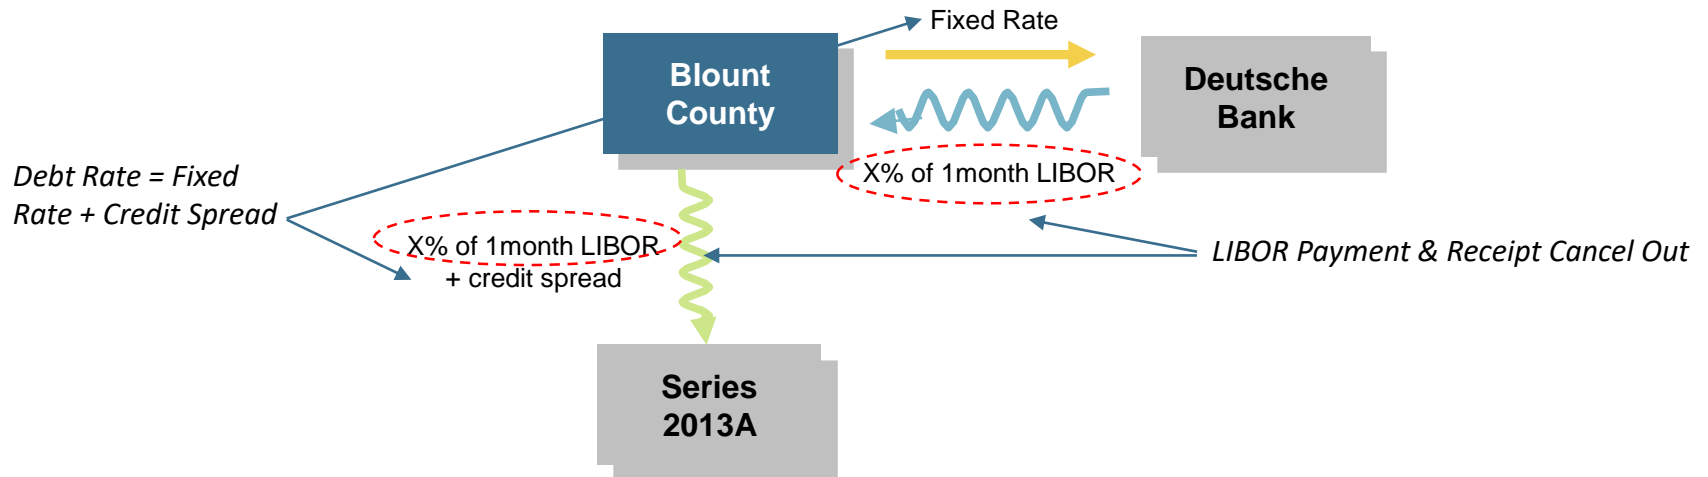 Fixed Rate
Blount
County
Deutsche
Bank
X% of 1month LIBOR
Debt Rate = Fixed
Rate + Credit Spread
X% of 1month LIBOR
+ credit spread
LIBOR Payment & Receipt Cancel Out
Series
2013A